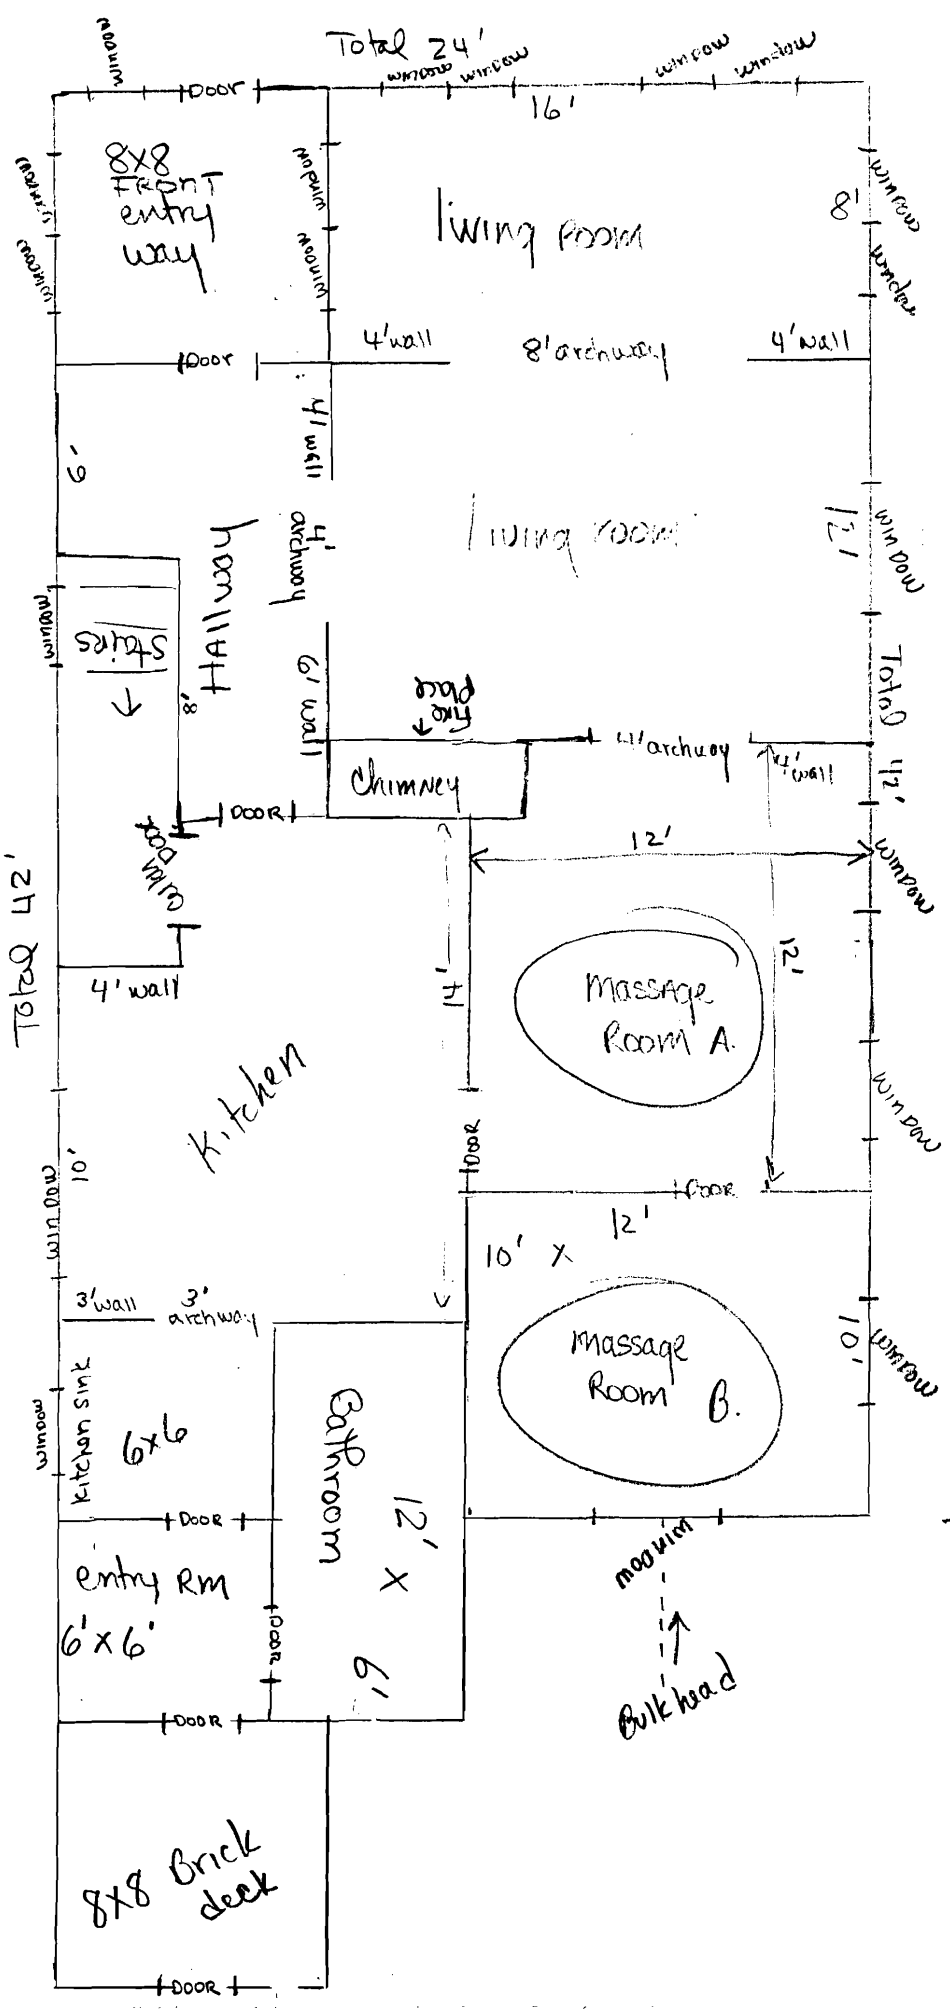 Total 24'
WINDOW
DOOR
WINDOW
WINDOW
WINDOW
WINDOW
16'
8x8
FRONT
entry
way
WINDOW
WINDOW
WINDOW
WINDOW
living ROOM
8'
WINDOW
WINDOW
DOOR
4' wall
8' archway
4' wall
4' wall
6'
Hallway
4'
archway
living room
12'
WINDOW
WINDOW
Stairs
8'
6' wall
Fire
Place
4' archway
4' wall
Total 42'
chimney
DOOR
Cellar Door
12'
WINDOW
Total 42'
4' wall
14'
Massage
Room A.
12'
WINDOW
Kitchen
DOOR
10'
WINDOW
DOOR
10' x 12'
3' wall
3'
archway
WINDOW
kitchen sink
6x6
Massage
Room B.
10'
WINDOW
Bathroom
12' x 6'
DOOR
entry RM
6' x 6'
DOOR
WINDOW
Bulkhead
DOOR
8x8 Brick
deck
DOOR